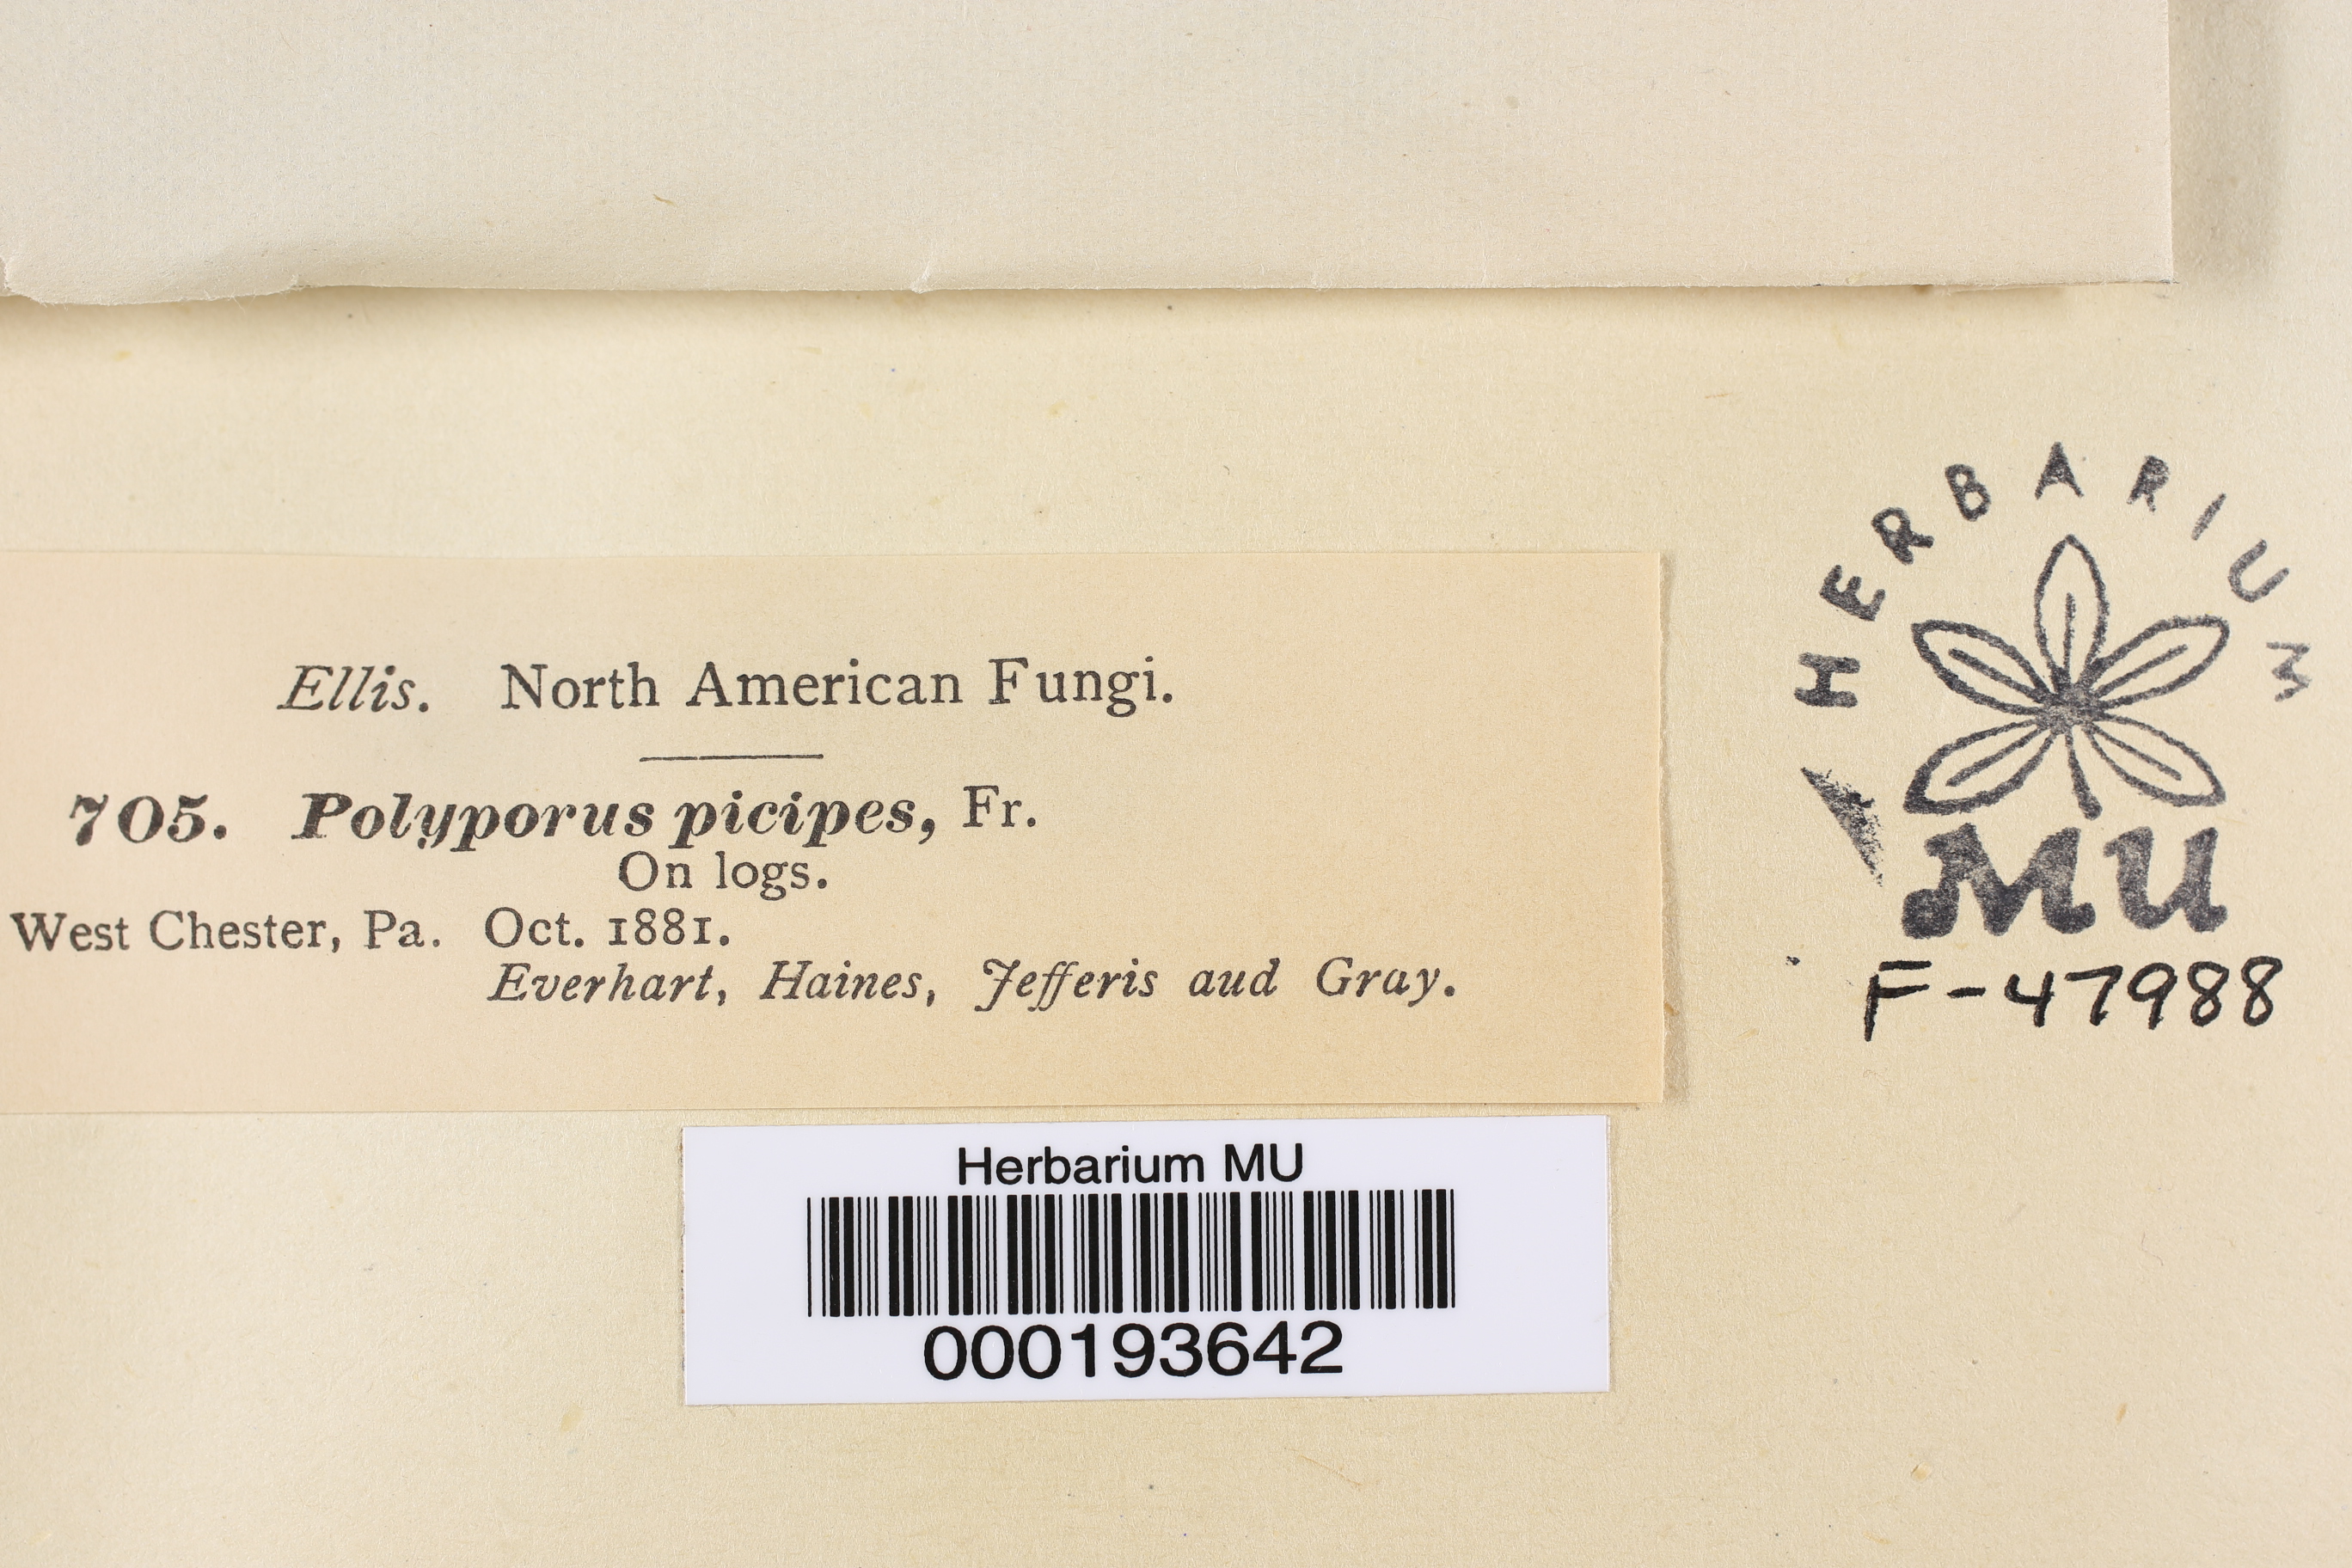 Ellis. North American Fungi.
705. Polyporus picipes, Fr.
On logs.
West Chester, Pa. Oct. 1881.
Everhart, Haines, Jefferis aud Gray.
HERBARIUM
MU
F-47988
Herbarium MU
000193642